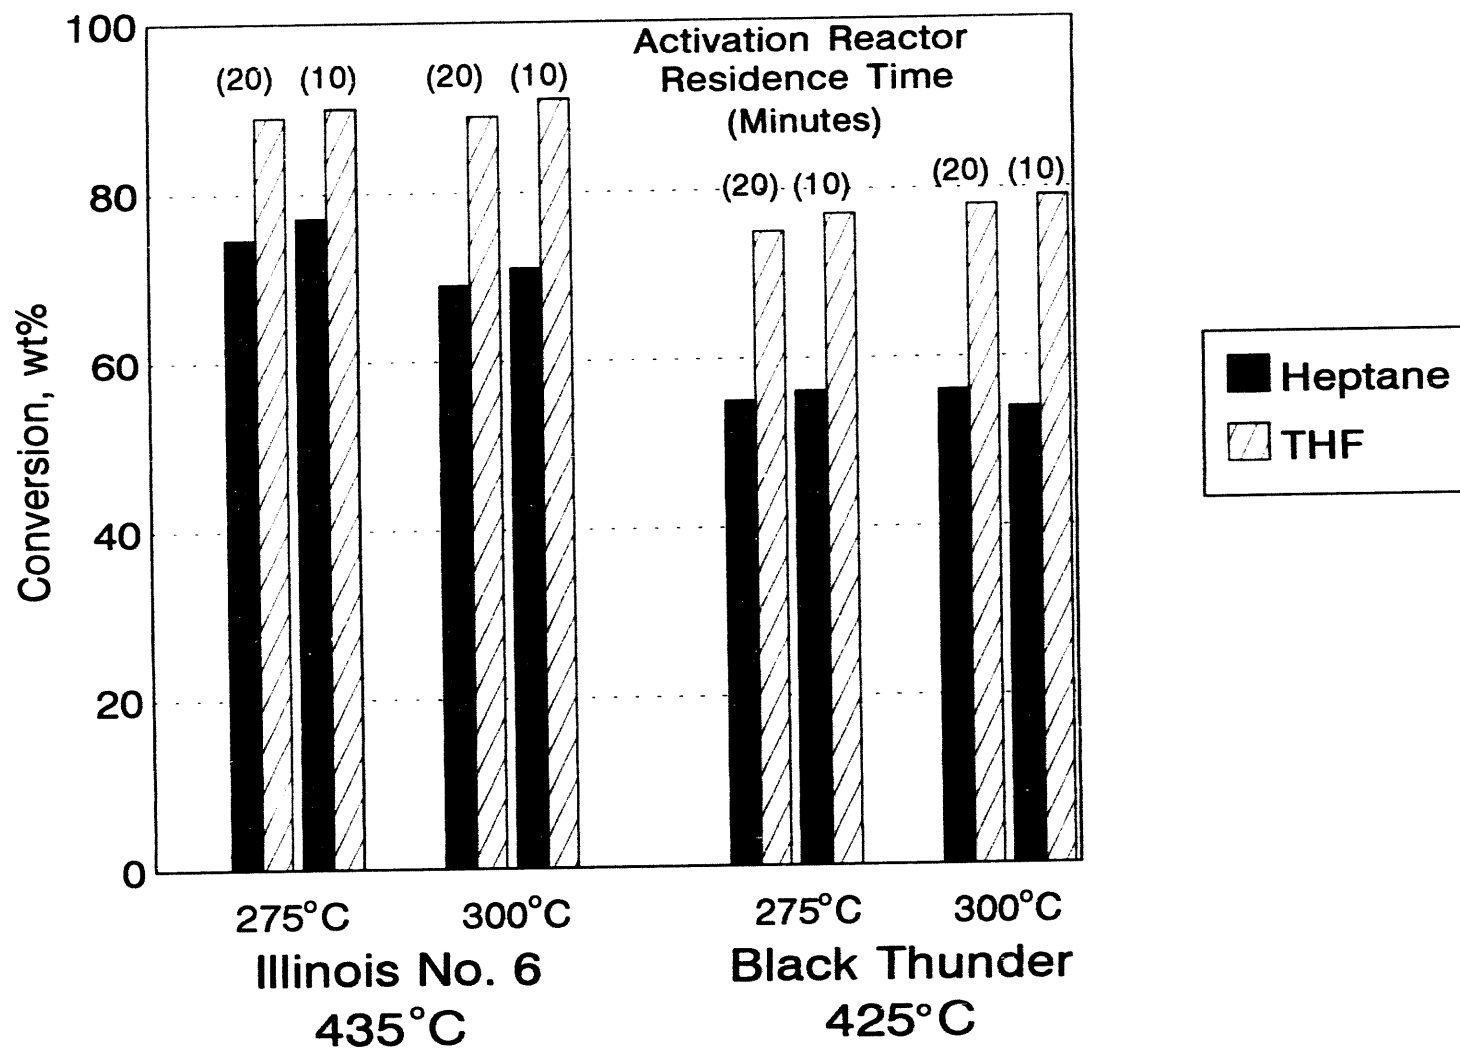 Activation Reactor
Residence Time
(Minutes)
(20) (10) (20) (10)
(20) (10) (20) (10)
100
80
60
40
20
0
Conversion, wt%
Heptane
THF
275°C 300°C 275°C 300°C
Illinois No. 6 Black Thunder
435°C 425°C